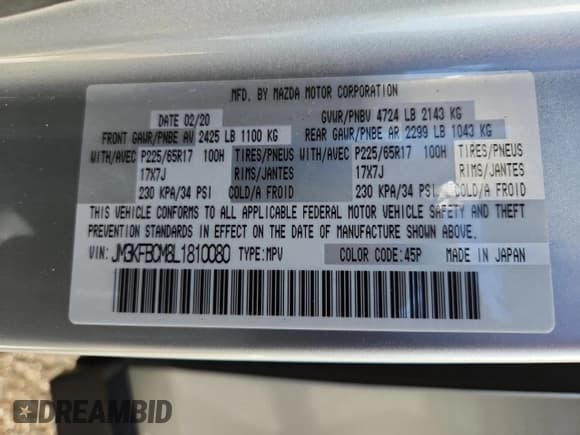 MFD. BY MAZDA MOTOR CORPORATION
DATE 02/20 GVWR/PNBV 4724 LB 2143 KG
FRONT GAWR/PNBE AV 2425 LB 1100 KG REAR GAWR/PNBE AR 2299 LB 1043 KG
WITH/AVEC P225/65R17 100H TIRES/PNEUS WITH/AVEC P225/65R17 100H TIRES/PNEUS
17X7J RIMS/JANTES 17X7J RIMS/JANTES
230 KPA/34 PSI COLD/A FROID 230 KPA/34 PSI COLD/A FROID
THIS VEHICLE CONFORMS TO ALL APPLICABLE FEDERAL MOTOR VEHICLE SAFETY AND THEFT
PREVENTION STANDARDS IN EFFECT ON THE DATE OF MANUFACTURE SHOWN ABOVE.
VIN: JM3KFBCM8L1810080 TYPE:MPV COLOR CODE:45P MADE IN JAPAN
DREAMBID